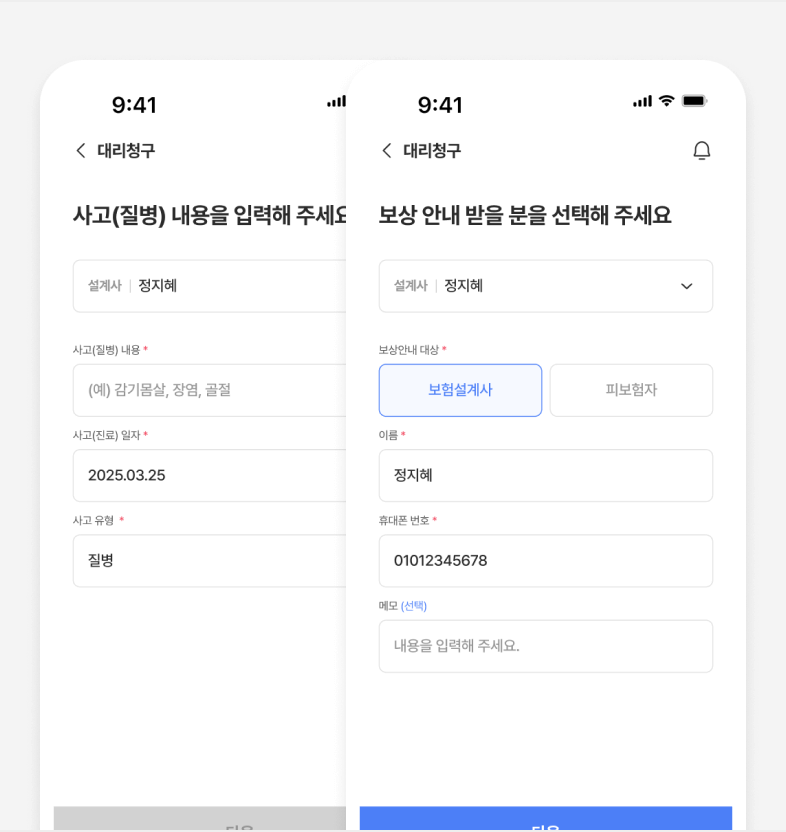 9:41
대리청구
사고(질병) 내용을 입력해 주세요
설계사 | 정지혜
사고(질병) 내용 *
(예) 감기몸살, 장염, 골절
사고(진료) 일자 *
2025.03.25
사고 유형 *
질병
다음
9:41
대리청구
보상 안내 받을 분을 선택해 주세요
설계사 | 정지혜
보상안내 대상 *
보험설계사
피보험자
이름 *
정지혜
휴대폰 번호 *
01012345678
메모 (선택)
내용을 입력해 주세요.
다음